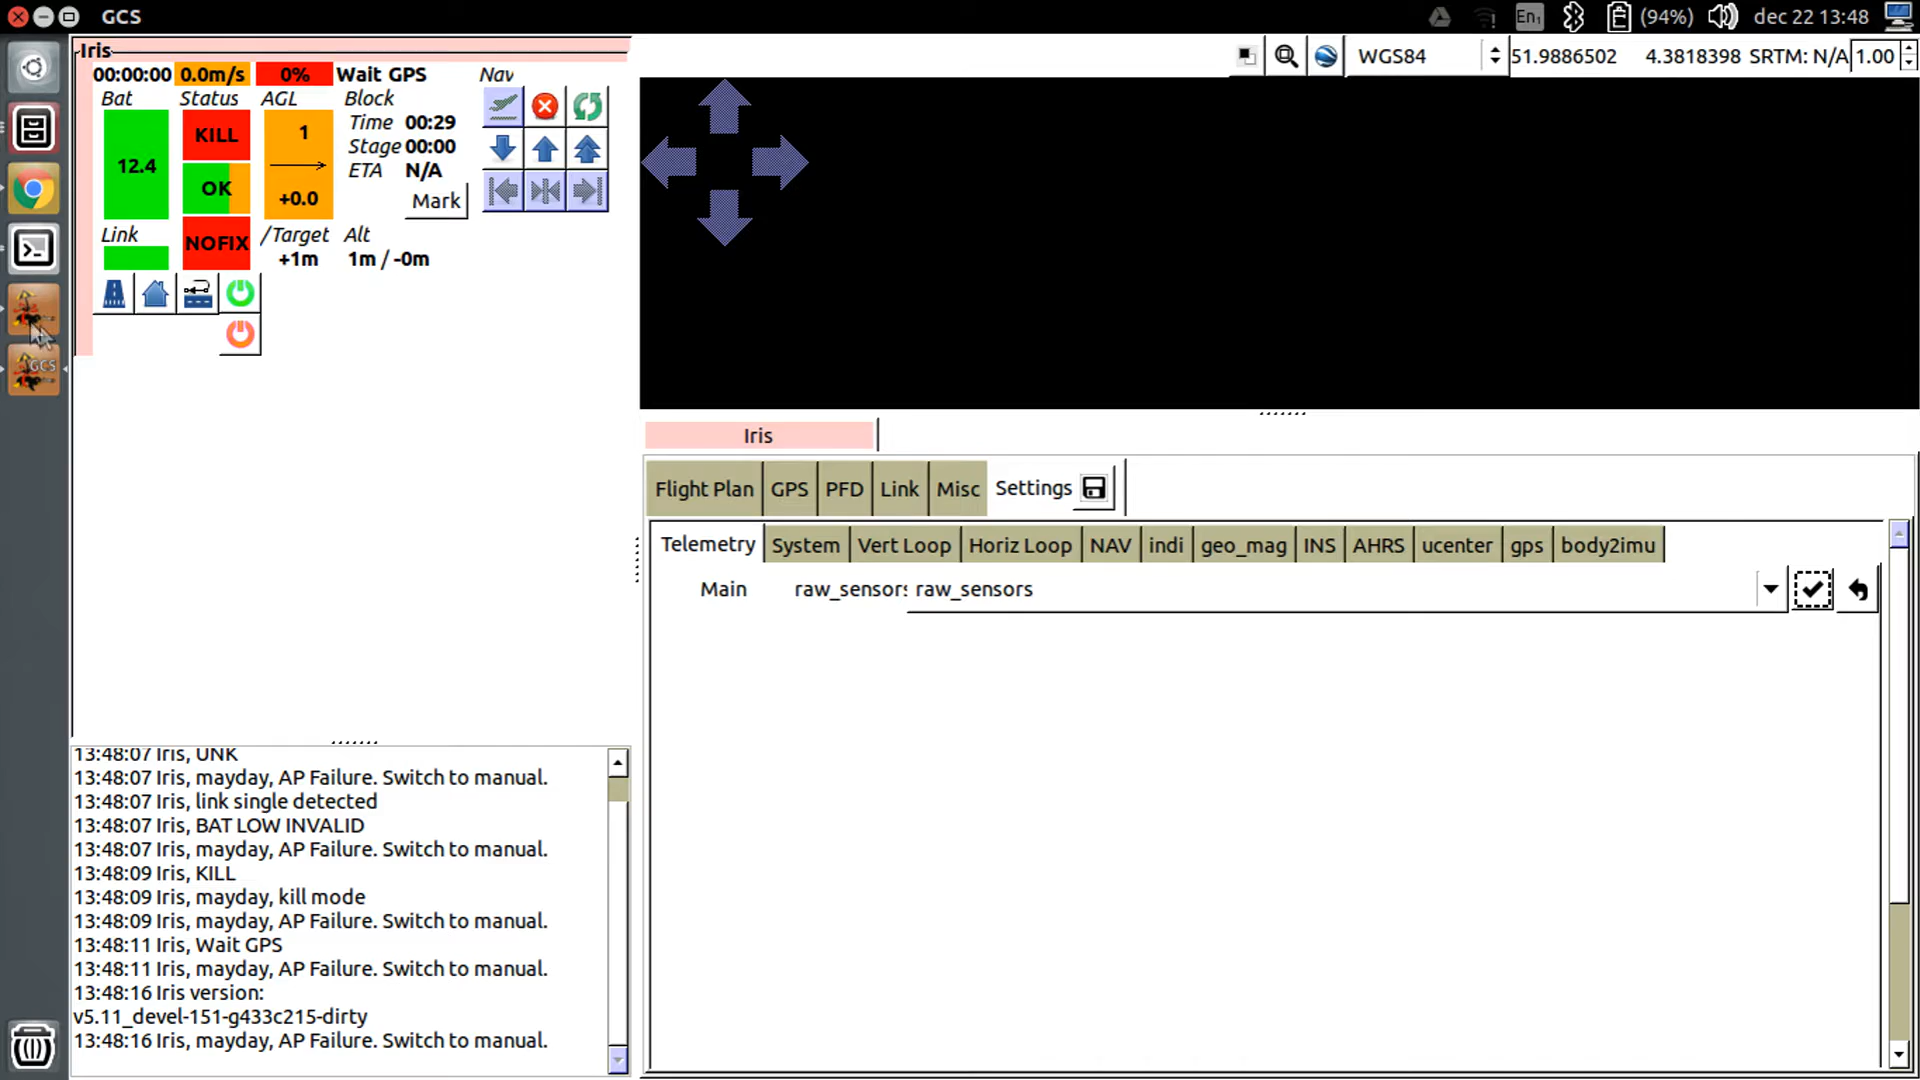 GCS
En1
(94%)
dec 22 13:48
Iris
00:00:00 0.0m/s 0% Wait GPS Nav
Bat Status AGL Block
12.4
KILL
OK
NOFIX
1
+0.0
Time 00:29
Stage 00:00
ETA N/A
Mark
Link /Target Alt
+1m 1m / -0m
GCS
WGS84 51.9886502 4.3818398 SRTM: N/A 1.00
Iris
Flight Plan GPS PFD Link Misc Settings
Telemetry System Vert Loop Horiz Loop NAV indi geo_mag INS AHRS ucenter gps body2imu
Main raw_sensors raw_sensors
13:48:07 Iris, UNK
13:48:07 Iris, mayday, AP Failure. Switch to manual.
13:48:07 Iris, link single detected
13:48:07 Iris, BAT LOW INVALID
13:48:07 Iris, mayday, AP Failure. Switch to manual.
13:48:09 Iris, KILL
13:48:09 Iris, mayday, kill mode
13:48:09 Iris, mayday, AP Failure. Switch to manual.
13:48:11 Iris, Wait GPS
13:48:11 Iris, mayday, AP Failure. Switch to manual.
13:48:16 Iris version:
v5.11_devel-151-g433c215-dirty
13:48:16 Iris, mayday, AP Failure. Switch to manual.